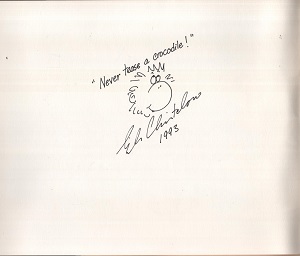 "Never tease a crocodile!"
Eileen Christelow
1993